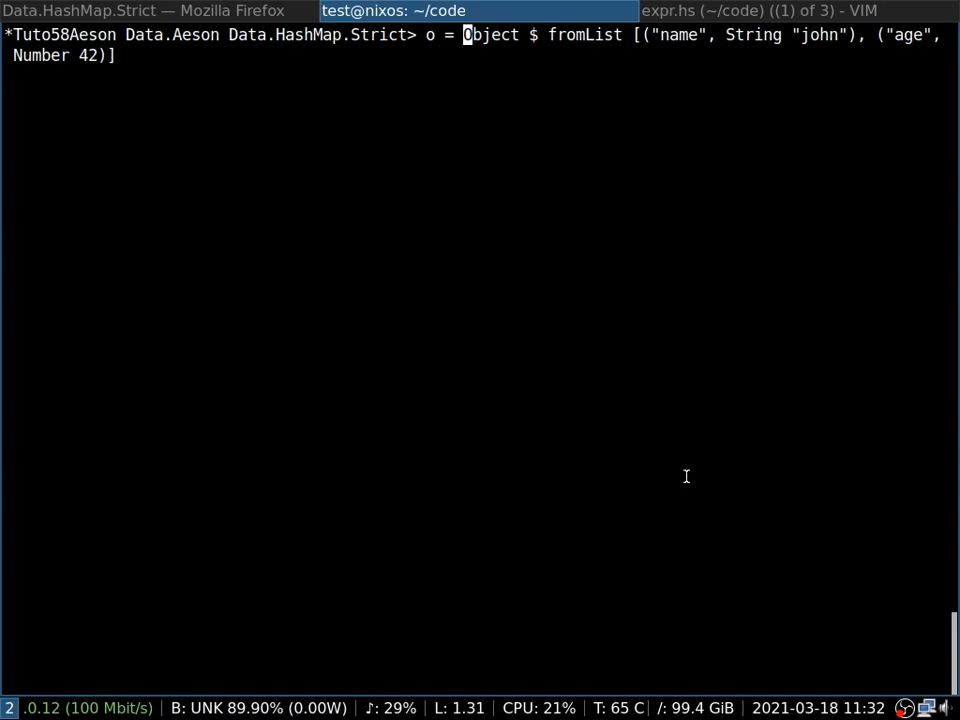 Data.HashMap.Strict — Mozilla Firefox test@nixos: ~/code expr.hs (~/code) ((1) of 3) - VIM
*Tuto58Aeson Data.Aeson Data.HashMap.Strict> o = Object $ fromList [("name", String "john"), ("age",
Number 42)]
2 .0.12 (100 Mbit/s) B: UNK 89.90% (0.00W) ♪: 29% L: 1.31 CPU: 21% T: 65 C /: 99.4 GiB 2021-03-18 11:32